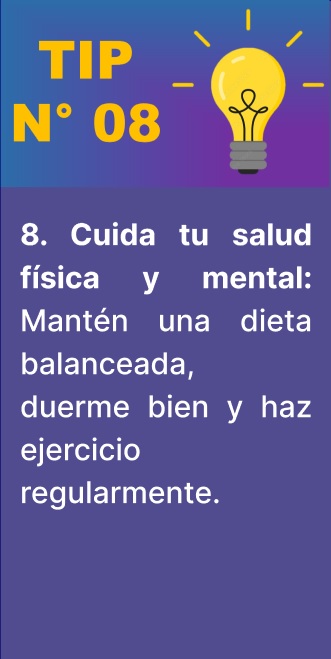 TIP
N° 08
8. Cuida tu salud
física y mental:
Mantén una dieta
balanceada,
duerme bien y haz
ejercicio
regularmente.